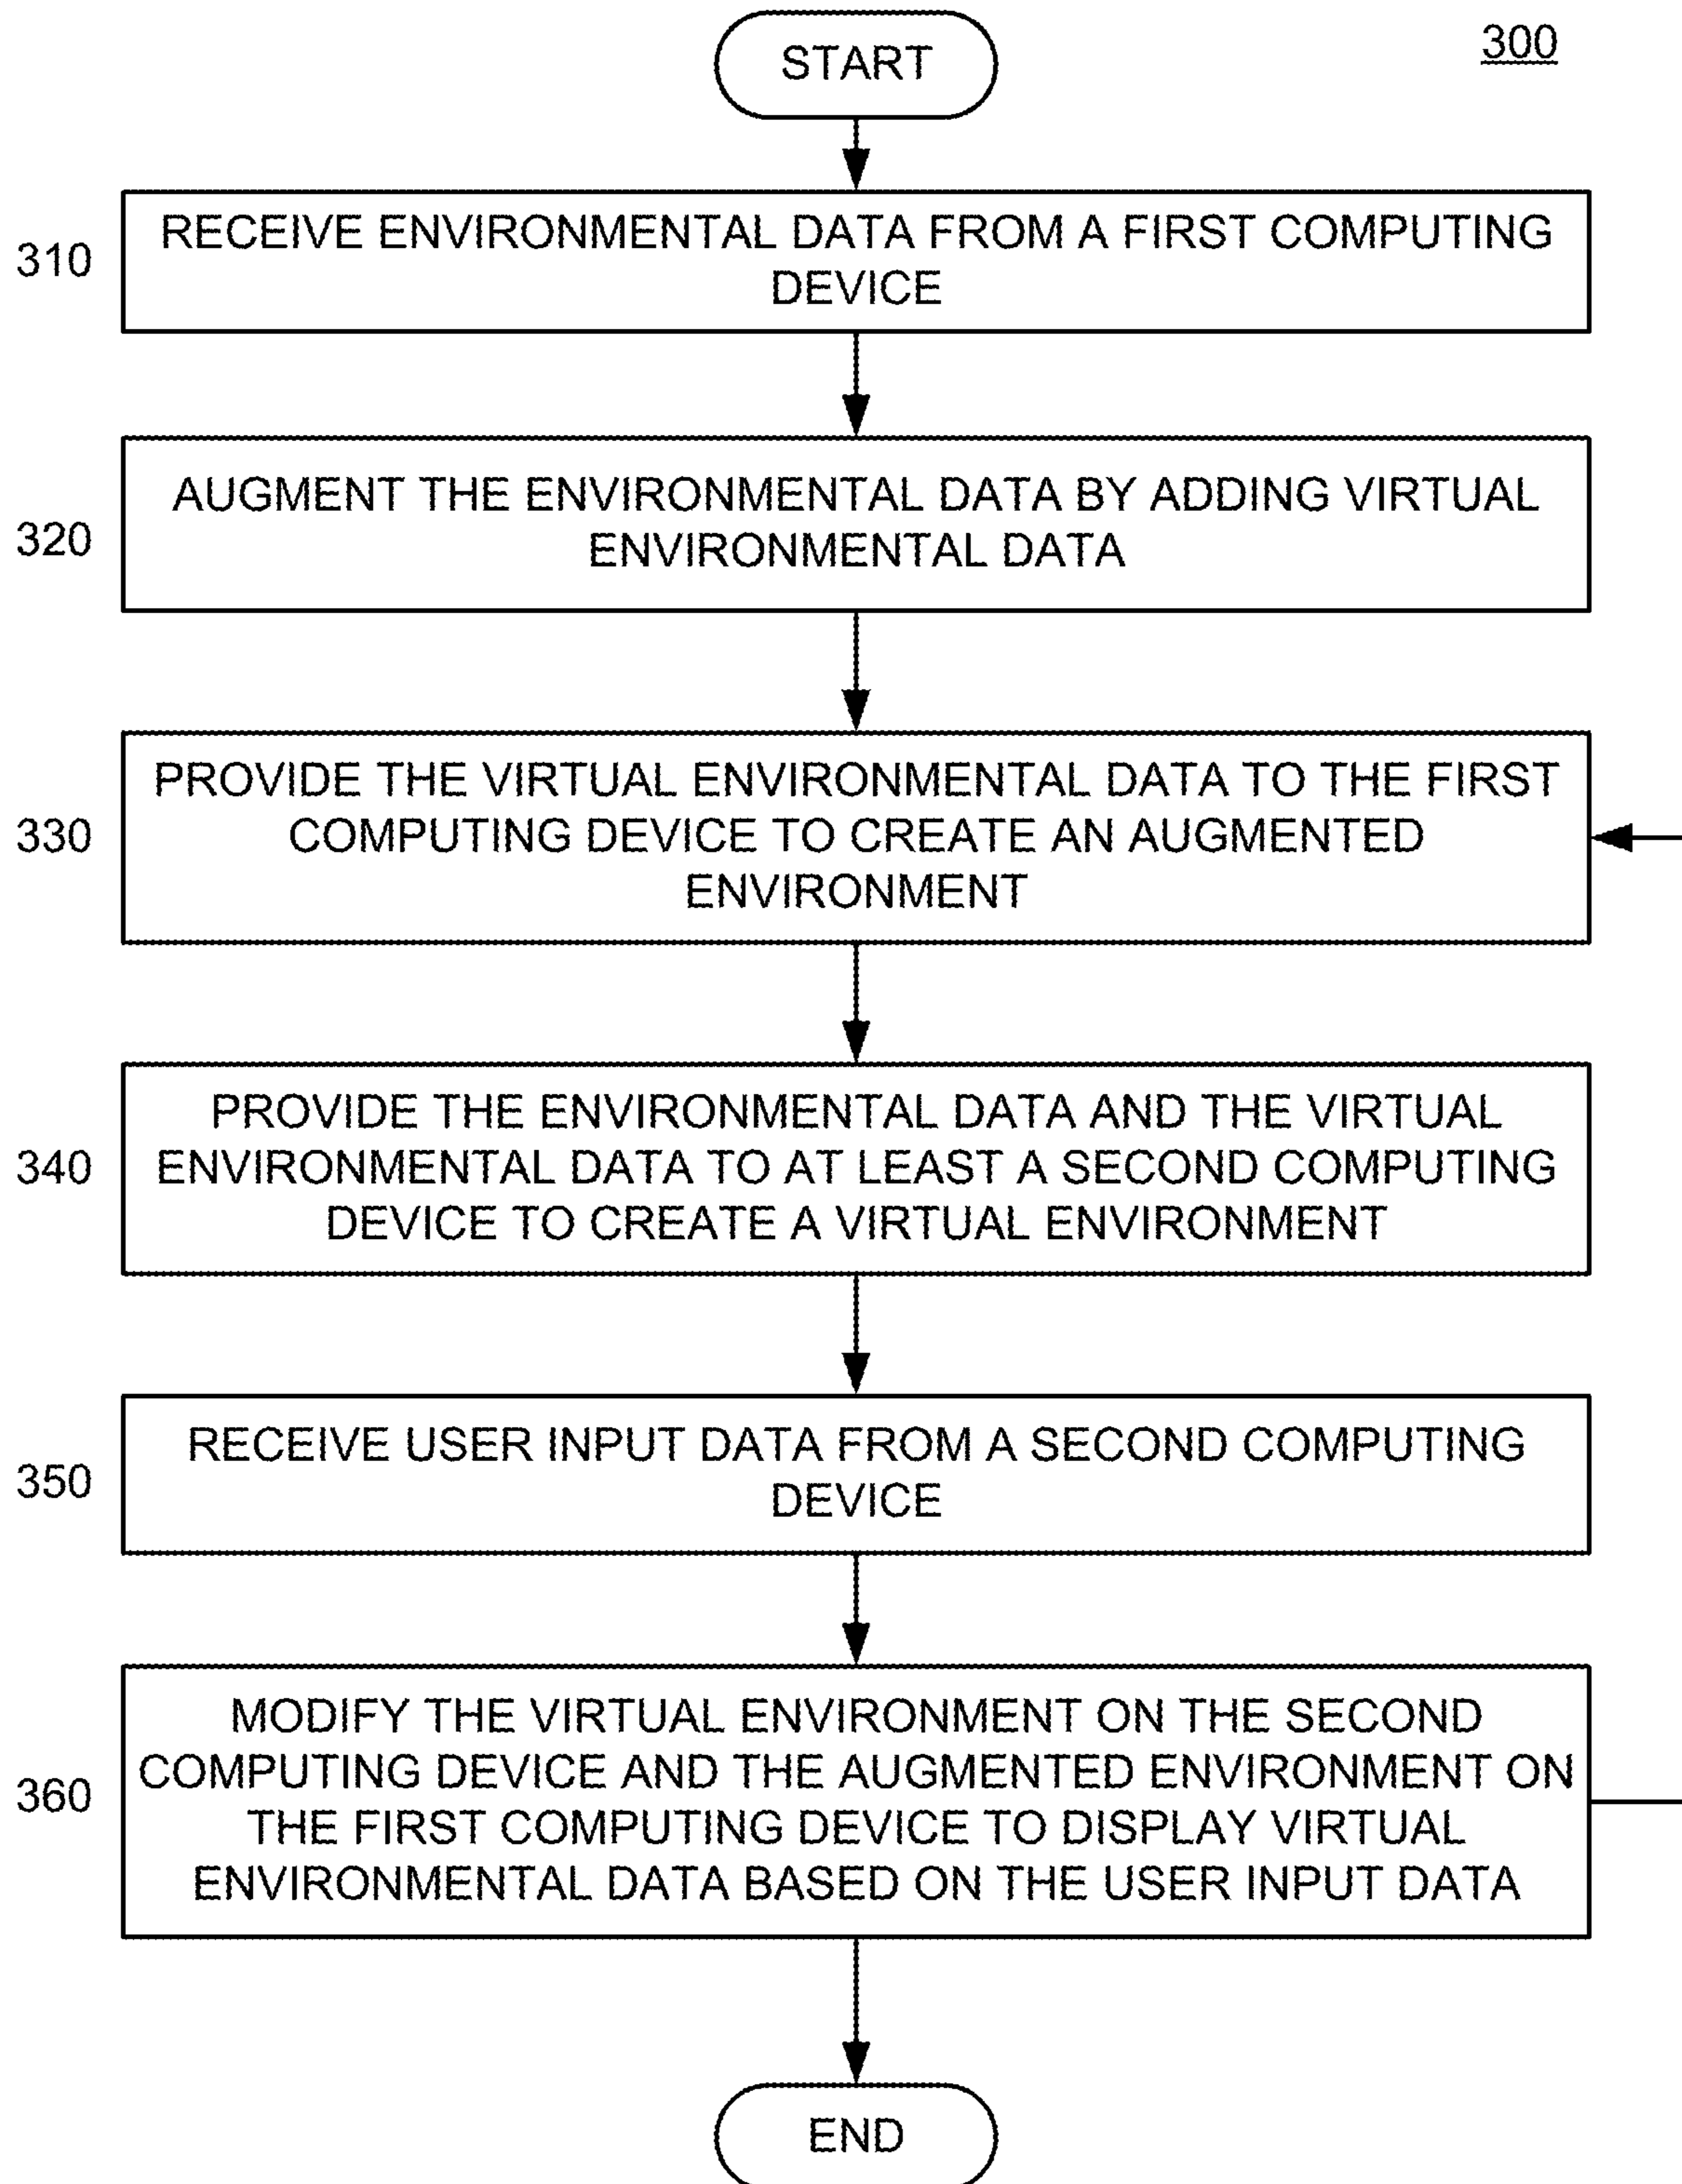 START
300
310
RECEIVE ENVIRONMENTAL DATA FROM A FIRST COMPUTING
DEVICE
320
AUGMENT THE ENVIRONMENTAL DATA BY ADDING VIRTUAL
ENVIRONMENTAL DATA
330
PROVIDE THE VIRTUAL ENVIRONMENTAL DATA TO THE FIRST
COMPUTING DEVICE TO CREATE AN AUGMENTED
ENVIRONMENT
340
PROVIDE THE ENVIRONMENTAL DATA AND THE VIRTUAL
ENVIRONMENTAL DATA TO AT LEAST A SECOND COMPUTING
DEVICE TO CREATE A VIRTUAL ENVIRONMENT
350
RECEIVE USER INPUT DATA FROM A SECOND COMPUTING
DEVICE
360
MODIFY THE VIRTUAL ENVIRONMENT ON THE SECOND
COMPUTING DEVICE AND THE AUGMENTED ENVIRONMENT ON
THE FIRST COMPUTING DEVICE TO DISPLAY VIRTUAL
ENVIRONMENTAL DATA BASED ON THE USER INPUT DATA
END